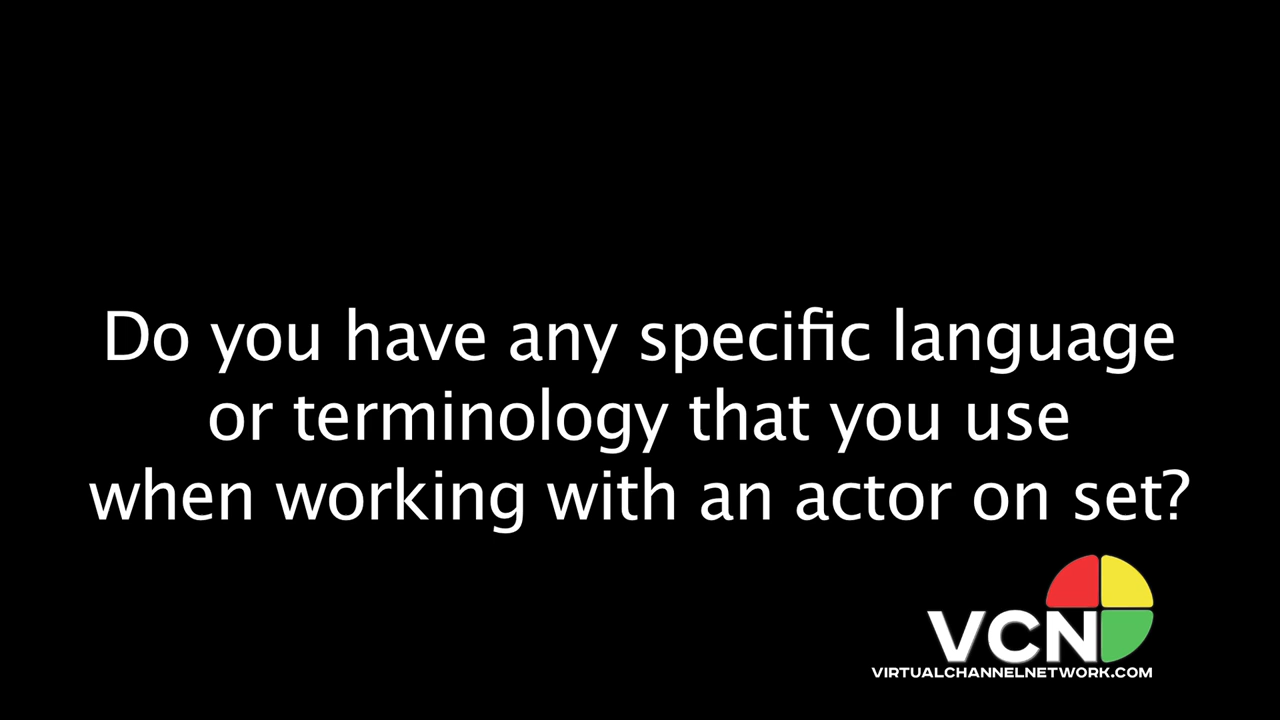 Do you have any specific language
or terminology that you use
when working with an actor on set?
VCN
VIRTUALCHANNELNETWORK.COM